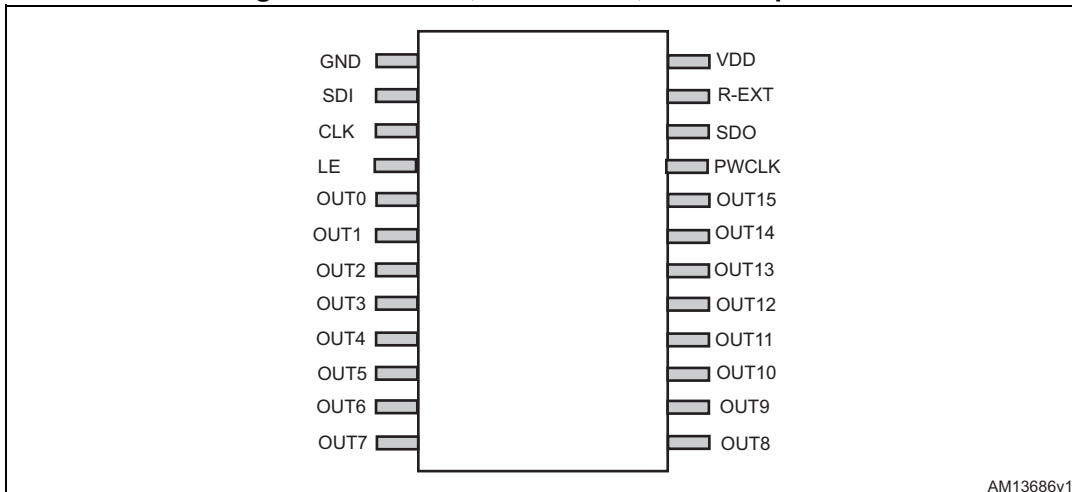 GND VDD
SDI R-EXT
CLK SDO
LE PWCLK
OUT0 OUT15
OUT1 OUT14
OUT2 OUT13
OUT3 OUT12
OUT4 OUT11
OUT5 OUT10
OUT6 OUT9
OUT7 OUT8
AM13686v1